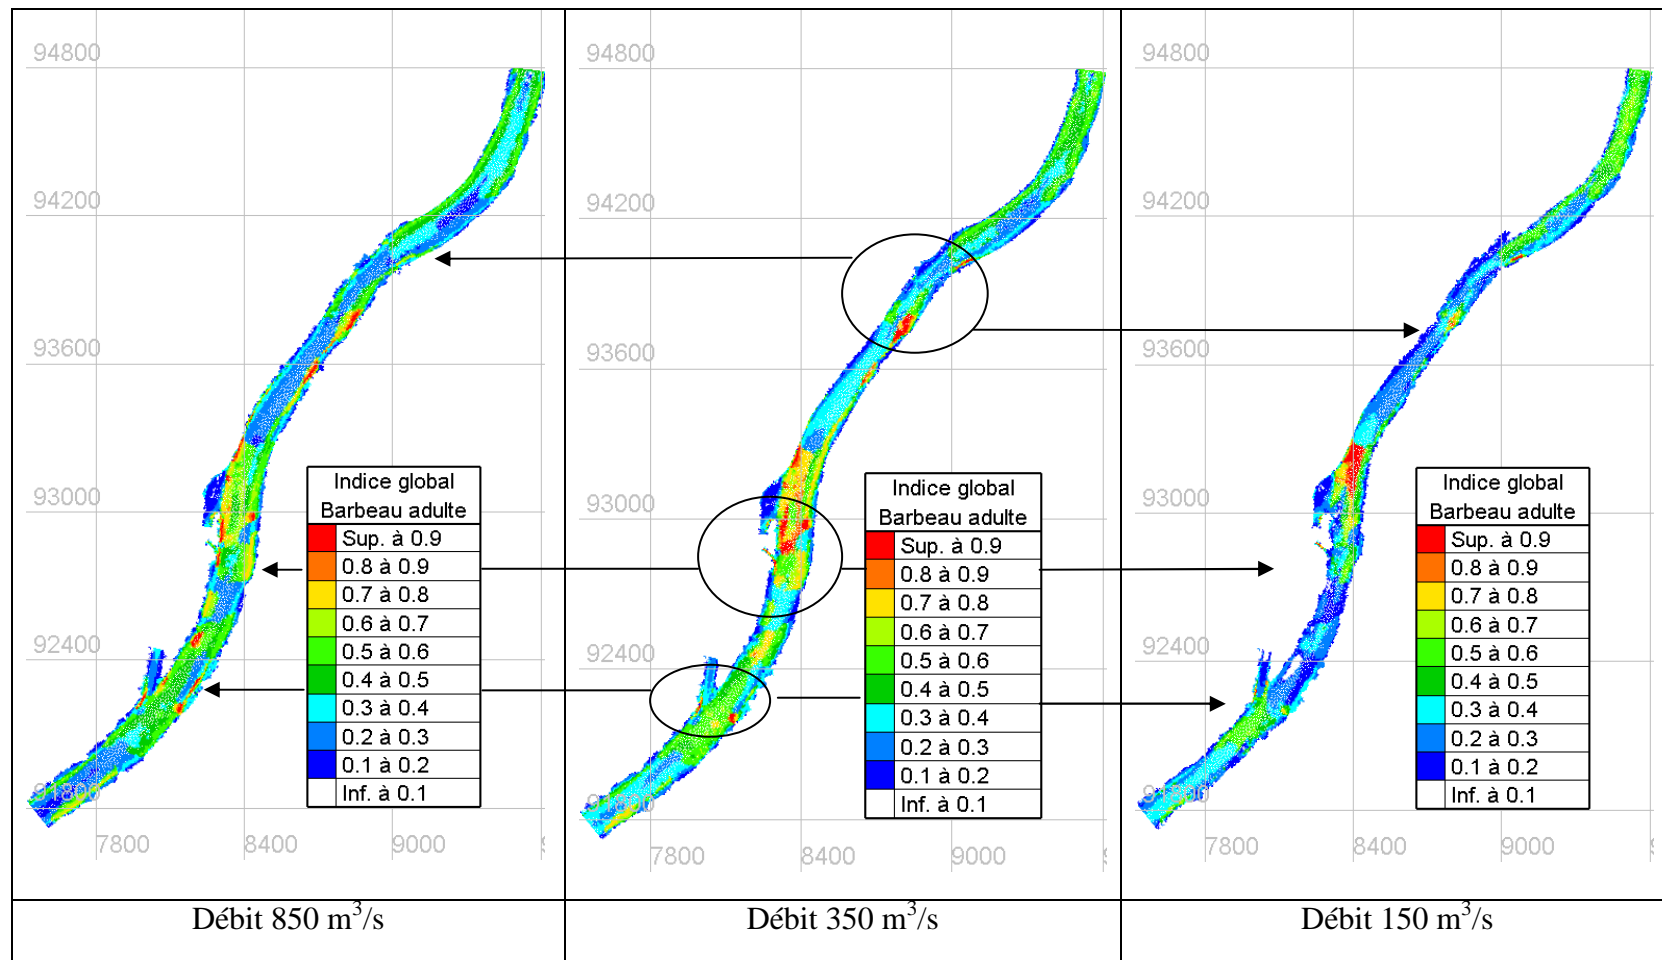 94800
94200
93600
93000
92400
91800
7800
8400
9000
Indice global
Barbeau adulte
Sup. à 0.9
0.8 à 0.9
0.7 à 0.8
0.6 à 0.7
0.5 à 0.6
0.4 à 0.5
0.3 à 0.4
0.2 à 0.3
0.1 à 0.2
Inf. à 0.1
Débit 850 m³/s
94800
94200
93600
93000
92400
91800
7800
8400
9000
Indice global
Barbeau adulte
Sup. à 0.9
0.8 à 0.9
0.7 à 0.8
0.6 à 0.7
0.5 à 0.6
0.4 à 0.5
0.3 à 0.4
0.2 à 0.3
0.1 à 0.2
Inf. à 0.1
Débit 350 m³/s
94800
94200
93600
93000
92400
91800
7800
8400
9000
Indice global
Barbeau adulte
Sup. à 0.9
0.8 à 0.9
0.7 à 0.8
0.6 à 0.7
0.5 à 0.6
0.4 à 0.5
0.3 à 0.4
0.2 à 0.3
0.1 à 0.2
Inf. à 0.1
Débit 150 m³/s